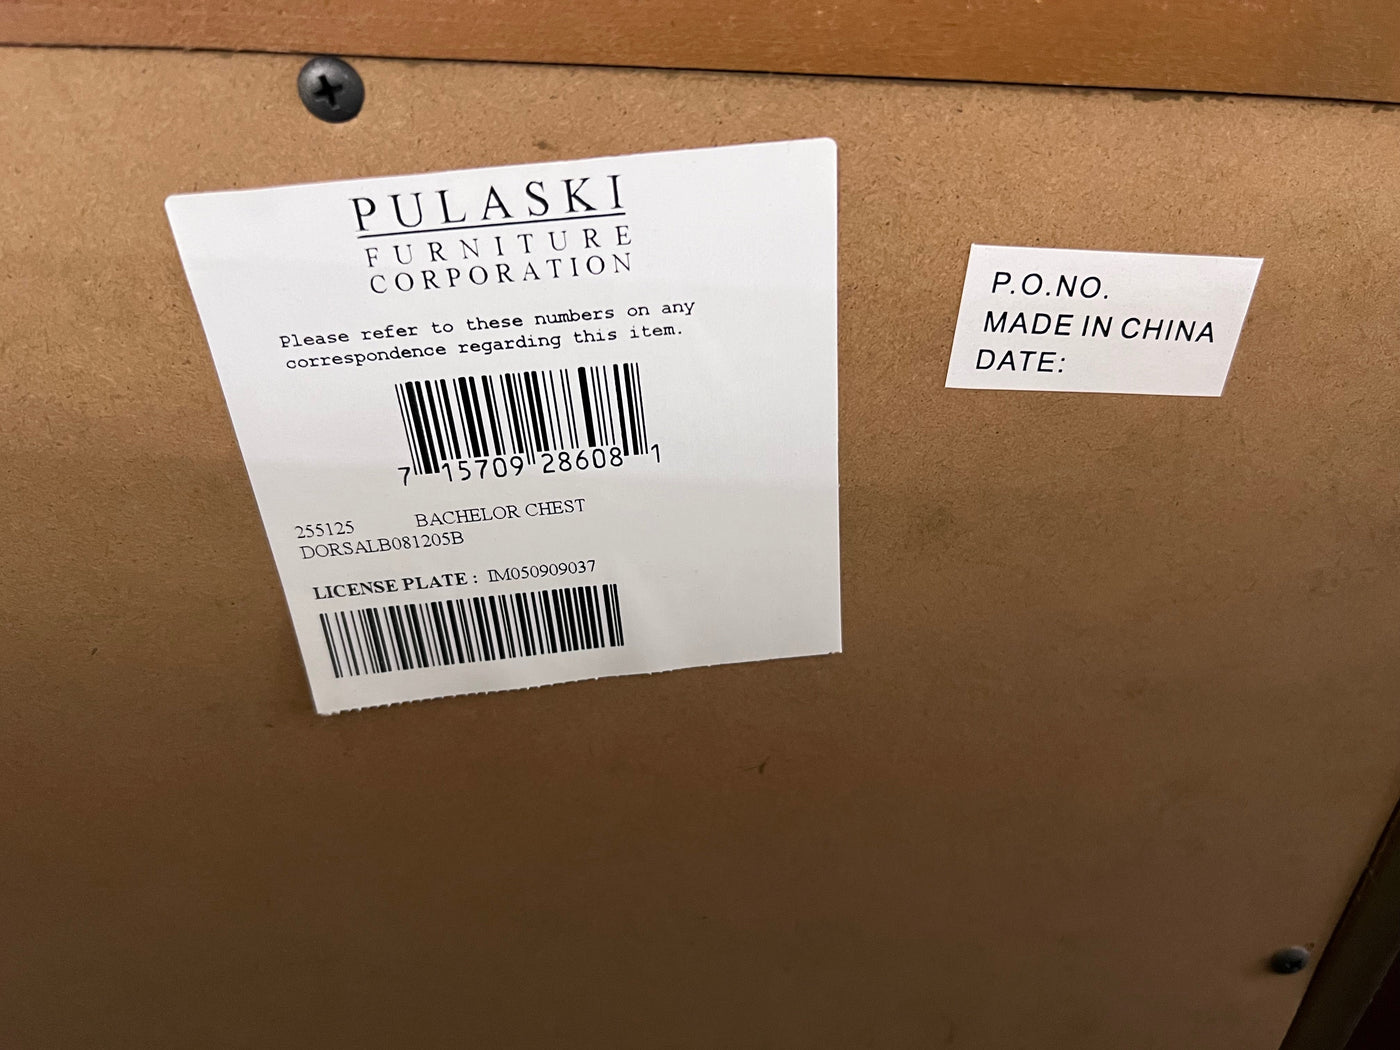 PULASKI
FURNITURE
CORPORATION
Please refer to these numbers on any
correspondence regarding this item.
7 15709 28608 1
255125 BACHELOR CHEST
DORSALB081205B
LICENSE PLATE : IM050909037
P.O.NO.
MADE IN CHINA
DATE: